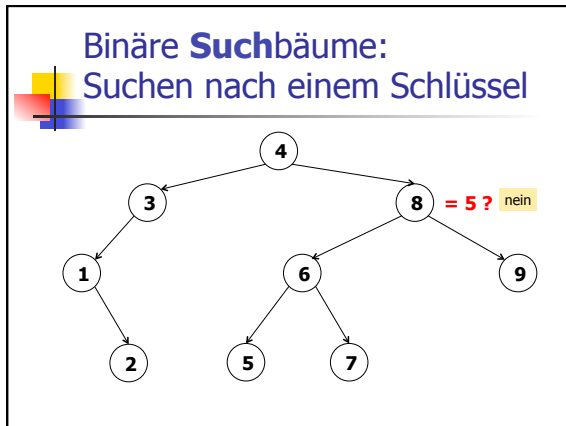 Binäre Suchbäume:
Suchen nach einem Schlüssel
4
3
8 = 5 ? nein
1
6
9
2
5
7